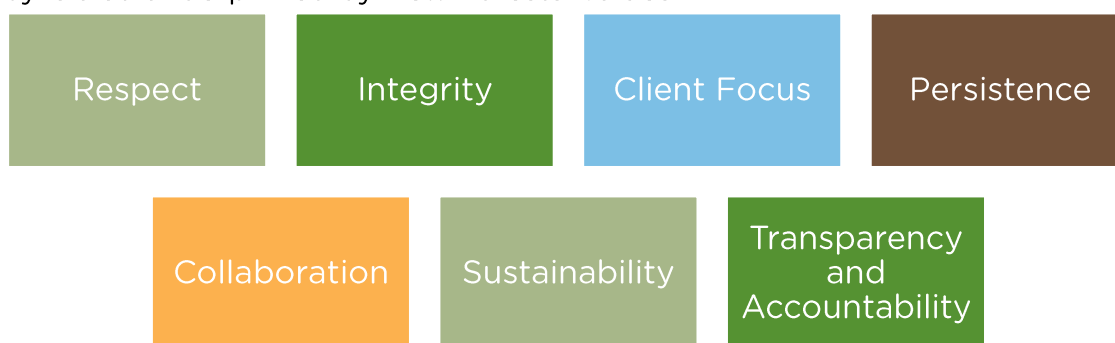 Respect
Integrity
Client Focus
Persistence
Collaboration
Sustainability
Transparency
and
Accountability